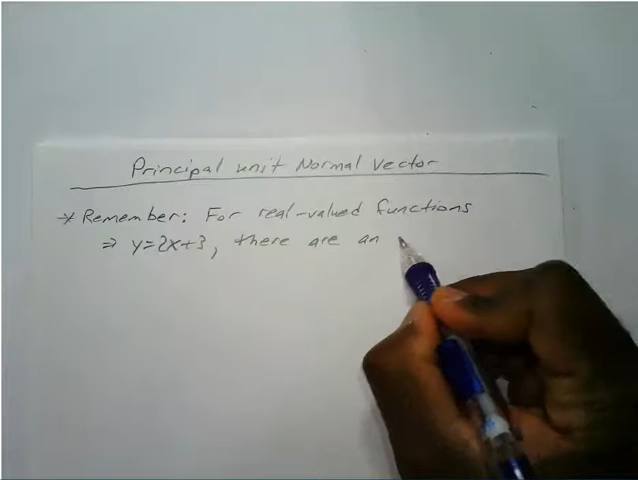 Principal unit Normal Vector
* Remember: For real-valued functions
⇒ y=2x+3, there are an